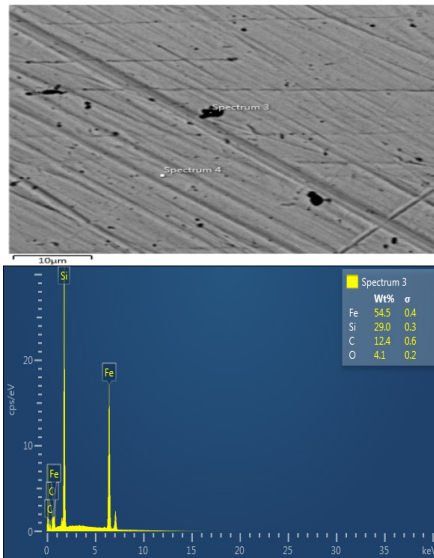 Spectrum 3
Spectrum 4
10µm
Spectrum 3
Wt% σ
Fe 54.5 0.4
Si 29.0 0.3
C 12.4 0.6
O 4.1 0.2
Si
Fe
Fe
C
C
cps/eV
20
10
0
0 5 10 15 20 25 30 35 40 keV